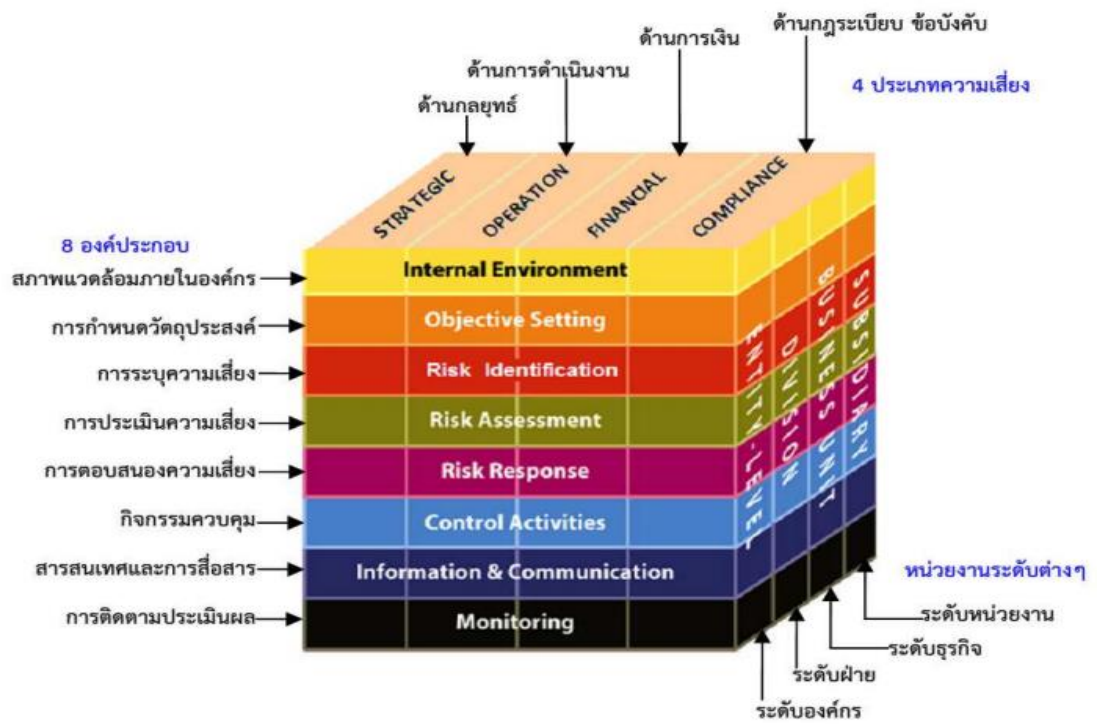 ด้านกฎระเบียบ ข้อบังคับ
ด้านการเงิน
ด้านการดำเนินงาน
ด้านกลยุทธ์
4 ประเภทความเสี่ยง
STRATEGIC
OPERATION
FINANCIAL
COMPLIANCE
8 องค์ประกอบ
สภาพแวดล้อมภายในองค์กร
Internal Environment
การกำหนดวัตถุประสงค์
Objective Setting
การระบุความเสี่ยง
Risk Identification
การประเมินความเสี่ยง
Risk Assessment
การตอบสนองความเสี่ยง
Risk Response
กิจกรรมควบคุม
Control Activities
สารสนเทศและการสื่อสาร
Information & Communication
การติดตามประเมินผล
Monitoring
ENTITY-LEVEL
DIVISION
BUSINESS UNIT
SUBSIDIARY
หน่วยงานระดับต่างๆ
ระดับหน่วยงาน
ระดับธุรกิจ
ระดับฝ่าย
ระดับองค์กร